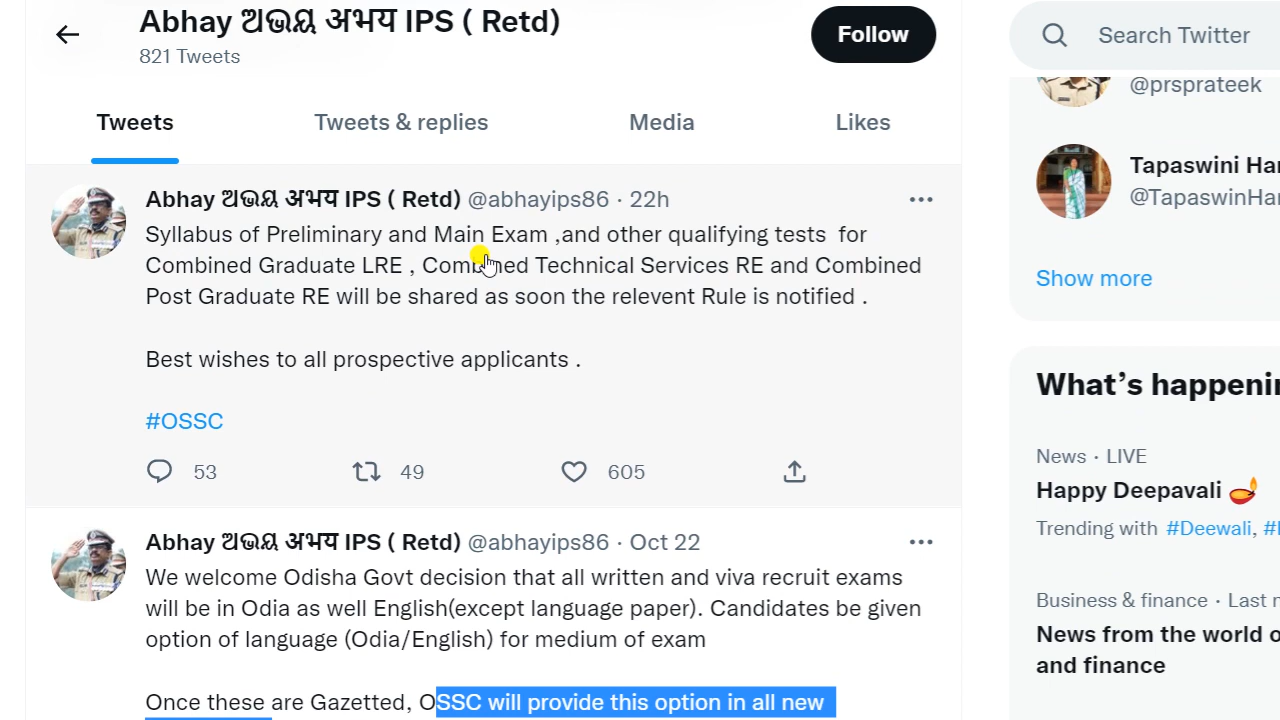 Abhay ଅଭୟ अभय IPS ( Retd)
821 Tweets
Follow
Search Twitter
Tweets
Tweets & replies
Media
Likes
Abhay ଅଭୟ अभय IPS ( Retd) @abhayips86 · 22h
Syllabus of Preliminary and Main Exam ,and other qualifying tests for
Combined Graduate LRE , Combined Technical Services RE and Combined
Post Graduate RE will be shared as soon the relevent Rule is notified .
Best wishes to all prospective applicants .
#OSSC
53
49
605
Abhay ଅଭୟ अभय IPS ( Retd) @abhayips86 · Oct 22
We welcome Odisha Govt decision that all written and viva recruit exams
will be in Odia as well English(except language paper). Candidates be given
option of language (Odia/English) for medium of exam
Once these are Gazetted, OSSC will provide this option in all new
@prsprateek
Tapaswini Har
@TapaswinHar
Show more
What's happenin
News · LIVE
Happy Deepavali 🪔
Trending with #Deewali,
Business & finance · Last n
News from the world o
and finance